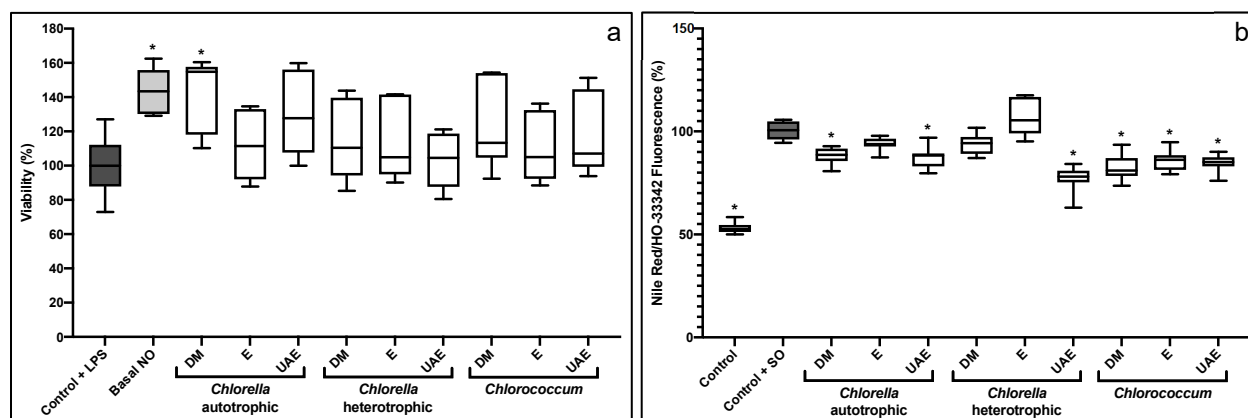 a
Viability (%)
180
160
140
120
100
80
60
40
20
0
* *
Control + LPS Basal NO DM E UAE DM E UAE DM E UAE
Chlorella Chlorella Chlorococcum
autotrophic heterotrophic
b
Nile Red/HO-33342 Fluorescence (%)
150
100
50
0
* * * * * * *
Control Control + SO DM E UAE DM E UAE DM E UAE
Chlorella Chlorella Chlorococcum
autotrophic heterotrophic